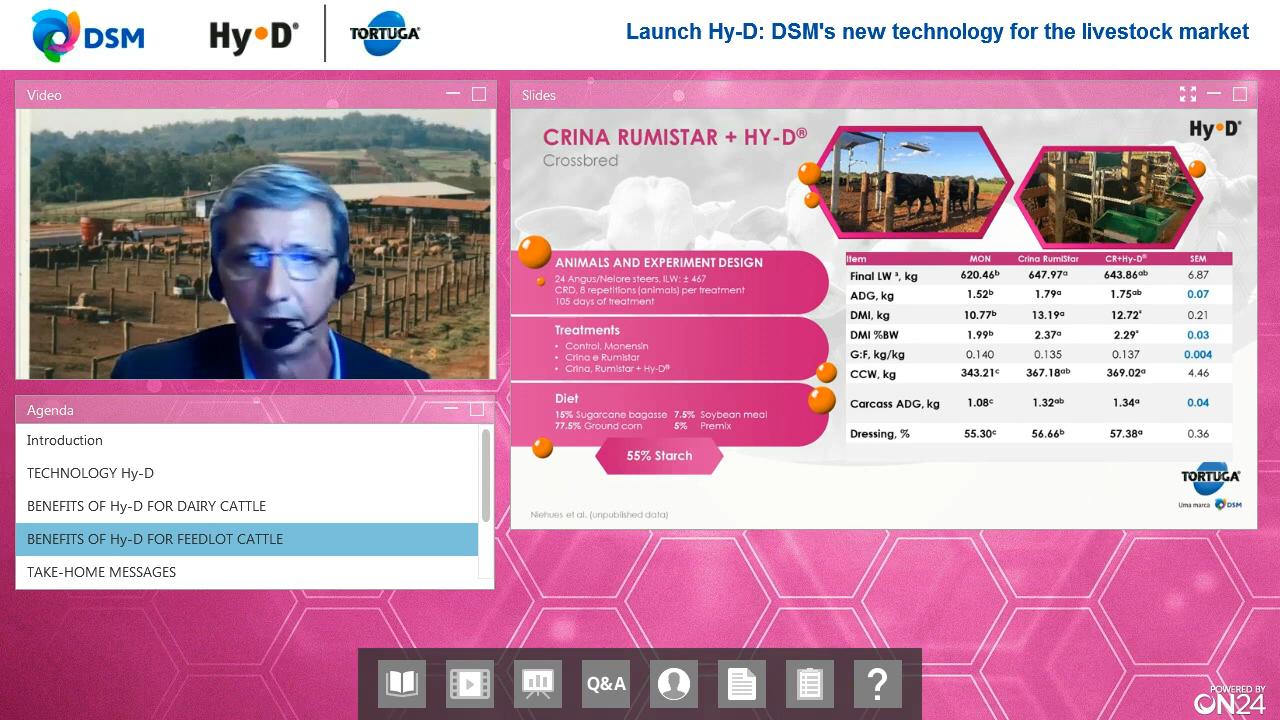 DSM
Hy•D®
TORTUGA®
Launch Hy-D: DSM's new technology for the livestock market
Video
Slides
CRINA RUMISTAR + HY-D®
Crossbred
Hy•D®
ANIMALS AND EXPERIMENT DESIGN
24 Angus/Nelore steers, ILW: ± 467
CRD, 8 repetitions (animals) per treatment
105 days of treatment
Treatments
• Control, Monensin
• Crina e Rumistar
• Crina, Rumistar + Hy-D®
Diet
15% Sugarcane bagasse 7.5% Soybean meal
77.5% Ground corn 5% Premix
55% Starch
Item MON Crina RumiStar CR+Hy-D® SEM
Final LW ³, kg 620.46ᵇ 647.97ᵃ 643.86ᵃᵇ 6.87
ADG, kg 1.52ᵇ 1.79ᵃ 1.75ᵃᵇ 0.07
DMI, kg 10.77ᵇ 13.19ᵃ 12.72 0.21
DMI %BW 1.99ᵇ 2.37ᵃ 2.29 0.03
G:F, kg/kg 0.140 0.135 0.137 0.004
CCW, kg 343.21ᶜ 367.18ᵃᵇ 369.02ᵃ 4.46
Carcass ADG, kg 1.08ᶜ 1.32ᵃᵇ 1.34ᵃ 0.04
Dressing, % 55.30ᶜ 56.66ᵇ 57.38ᵃ 0.36
TORTUGA®
Uma marca DSM
Niehues et al. (unpublished data)
Agenda
Introduction
TECHNOLOGY Hy-D
BENEFITS OF Hy-D FOR DAIRY CATTLE
BENEFITS OF Hy-D FOR FEEDLOT CATTLE
TAKE-HOME MESSAGES
Q&A
?
POWERED BY
ON24